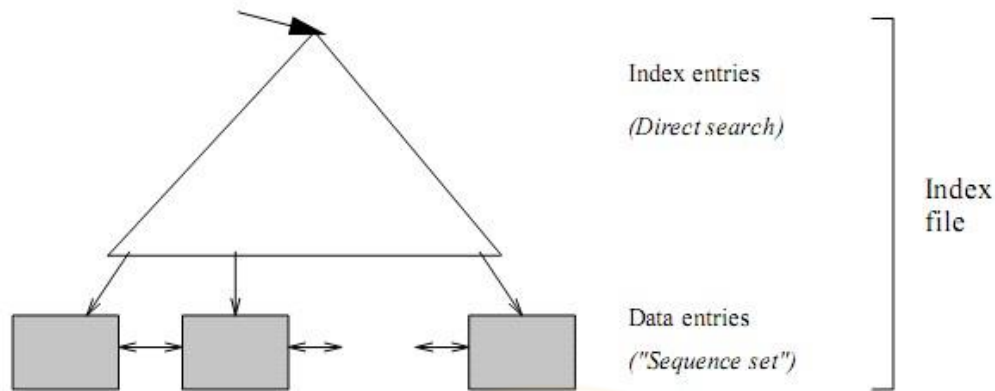 Index entries
(Direct search)
Index
file
Data entries
("Sequence set")